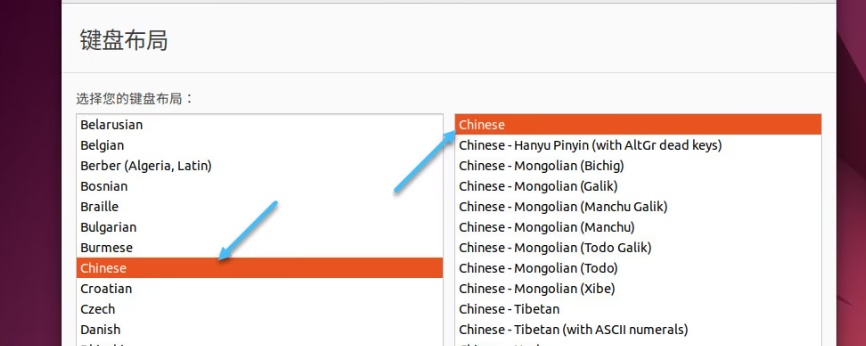 键盘布局
选择您的键盘布局：
Belarusian
Belgian
Berber (Algeria, Latin)
Bosnian
Braille
Bulgarian
Burmese
Chinese
Croatian
Czech
Danish
Chinese
Chinese - Hanyu Pinyin (with AltGr dead keys)
Chinese - Mongolian (Bichig)
Chinese - Mongolian (Galik)
Chinese - Mongolian (Manchu Galik)
Chinese - Mongolian (Manchu)
Chinese - Mongolian (Todo Galik)
Chinese - Mongolian (Todo)
Chinese - Mongolian (Xibe)
Chinese - Tibetan
Chinese - Tibetan (with ASCII numerals)